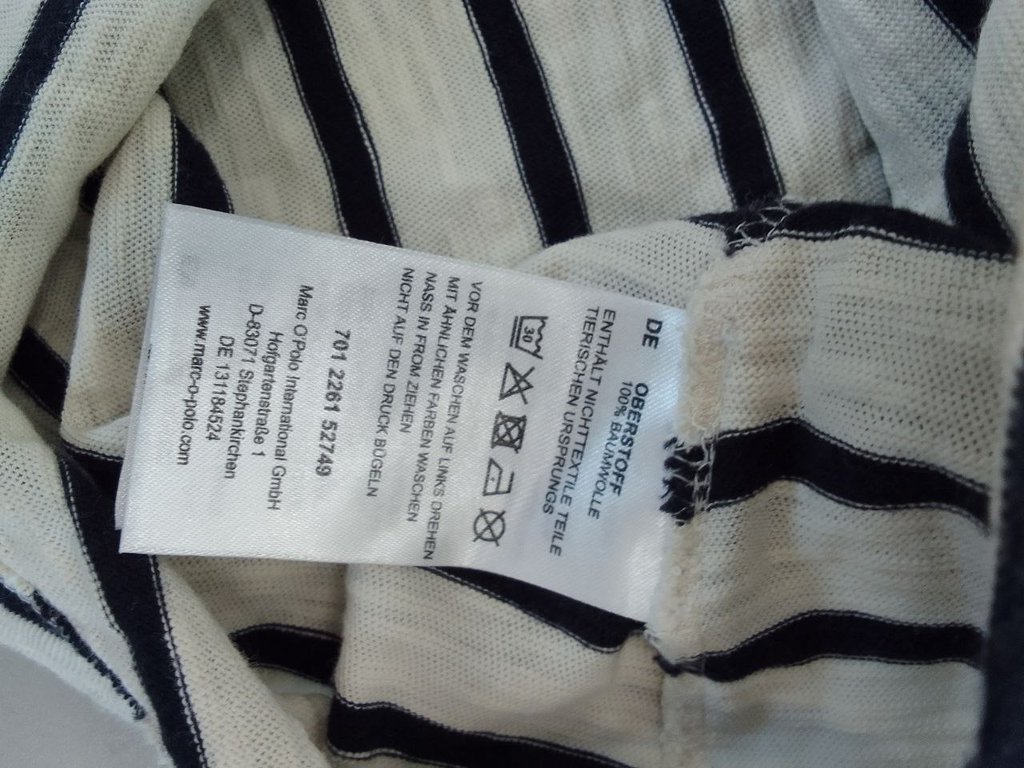 DE OBERSTOFF
100% BAUMWOLLE
ENTHÄLT NICHTTEXTILE TEILE
TIERISCHEN URSPRUNGS
30
VOR DEM WASCHEN AUF LINKS DREHEN
MIT ÄHNLICHEN FARBEN WASCHEN
NASS IN FROM ZIEHEN
NICHT AUF DEN DRUCK BÜGELN
701 2261 52749
Marc O'Polo International GmbH
Hofgartenstraße 1
D-83071 Stephankirchen
DE 131184524
www.marc-o-polo.com